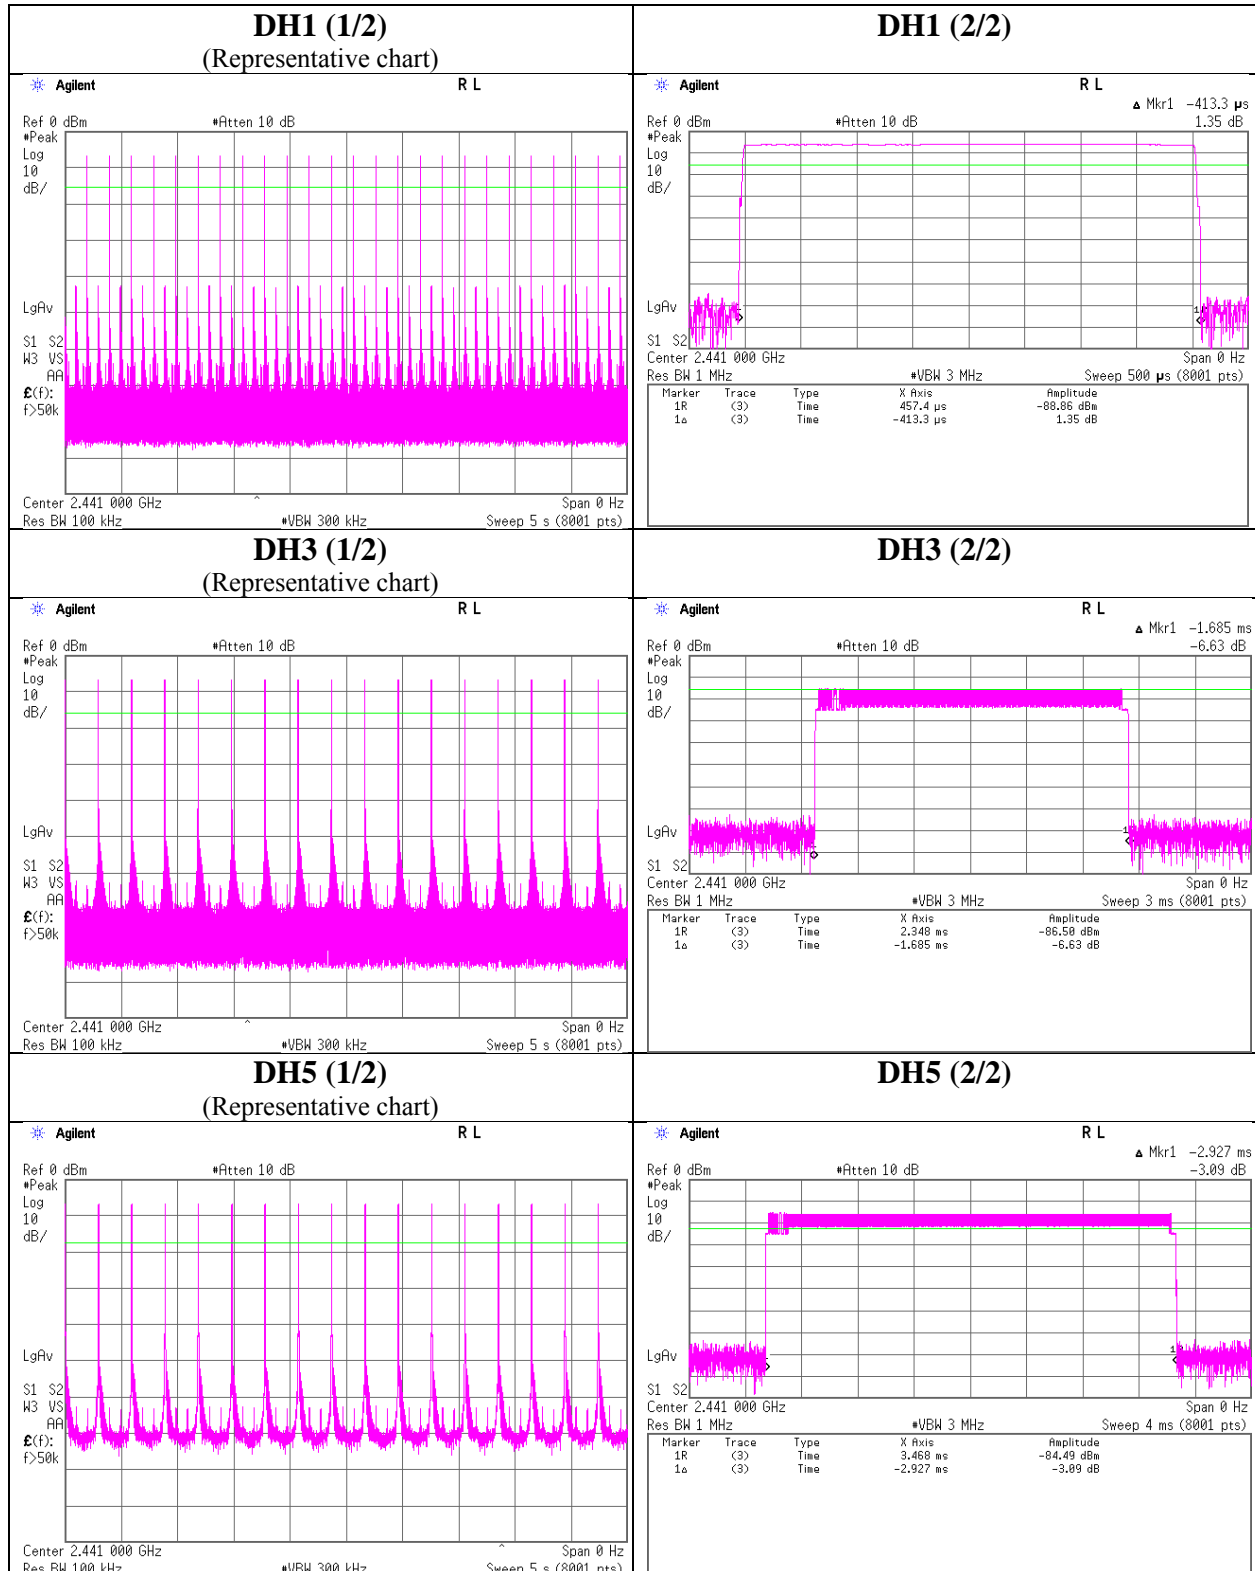 DH1 (1/2)
(Representative chart)
Agilent
R L
Ref 0 dBm
#Atten 10 dB
#Peak
Log
10
dB/
LgAv
S1 S2
W3 VS
AA
£(f):
f>50k
Center 2.441 000 GHz
Span 0 Hz
Res BW 100 kHz
#VBW 300 kHz
Sweep 5 s (8001 pts)
DH1 (2/2)
Agilent
R L
Δ Mkr1 -413.3 µs
Ref 0 dBm
#Atten 10 dB
1.35 dB
#Peak
Log
10
dB/
LgAv
1
S1 S2
Center 2.441 000 GHz
Span 0 Hz
Res BW 1 MHz
#VBW 3 MHz
Sweep 500 µs (8001 pts)
Marker Trace Type X Axis Amplitude
1R (3) Time 457.4 µs -88.86 dBm
1Δ (3) Time -413.3 µs 1.35 dB
DH3 (1/2)
(Representative chart)
Agilent
R L
Ref 0 dBm
#Atten 10 dB
#Peak
Log
10
dB/
LgAv
S1 S2
W3 VS
AA
£(f):
f>50k
Center 2.441 000 GHz
Span 0 Hz
Res BW 100 kHz
#VBW 300 kHz
Sweep 5 s (8001 pts)
DH3 (2/2)
Agilent
R L
Δ Mkr1 -1.685 ms
Ref 0 dBm
#Atten 10 dB
-6.63 dB
#Peak
Log
10
dB/
LgAv
1
S1 S2
Center 2.441 000 GHz
Span 0 Hz
Res BW 1 MHz
#VBW 3 MHz
Sweep 3 ms (8001 pts)
Marker Trace Type X Axis Amplitude
1R (3) Time 2.348 ms -86.50 dBm
1Δ (3) Time -1.685 ms -6.63 dB
DH5 (1/2)
(Representative chart)
Agilent
R L
Ref 0 dBm
#Atten 10 dB
#Peak
Log
10
dB/
LgAv
S1 S2
W3 VS
AA
£(f):
f>50k
Center 2.441 000 GHz
Span 0 Hz
Res BW 100 kHz
#VBW 300 kHz
Sweep 5 s (8001 pts)
DH5 (2/2)
Agilent
R L
Δ Mkr1 -2.927 ms
Ref 0 dBm
#Atten 10 dB
-3.09 dB
#Peak
Log
10
dB/
LgAv
1
S1 S2
Center 2.441 000 GHz
Span 0 Hz
Res BW 1 MHz
#VBW 3 MHz
Sweep 4 ms (8001 pts)
Marker Trace Type X Axis Amplitude
1R (3) Time 3.468 ms -84.49 dBm
1Δ (3) Time -2.927 ms -3.09 dB